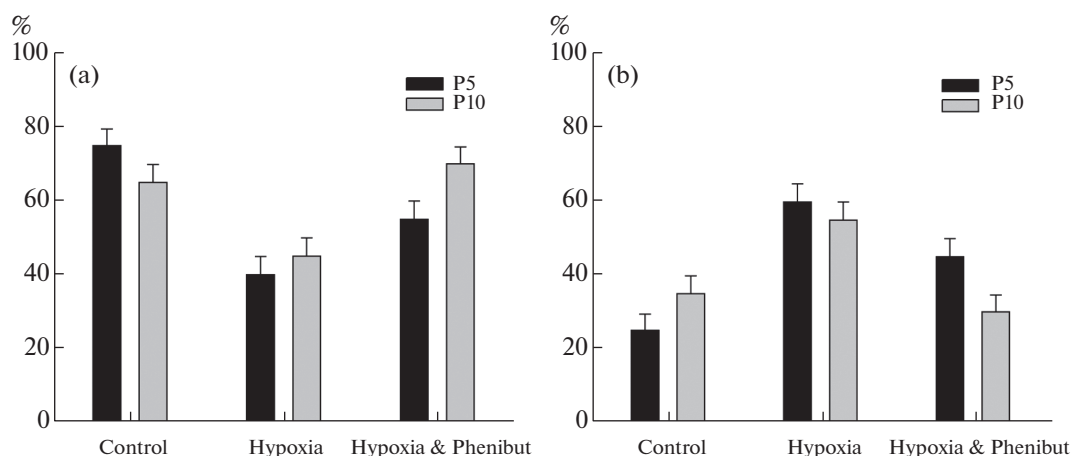 %
100
80
60
40
20
0
(a)
P5
P10
Control
Hypoxia
Hypoxia & Phenibut
%
100
80
60
40
20
0
(b)
P5
P10
Control
Hypoxia
Hypoxia & Phenibut